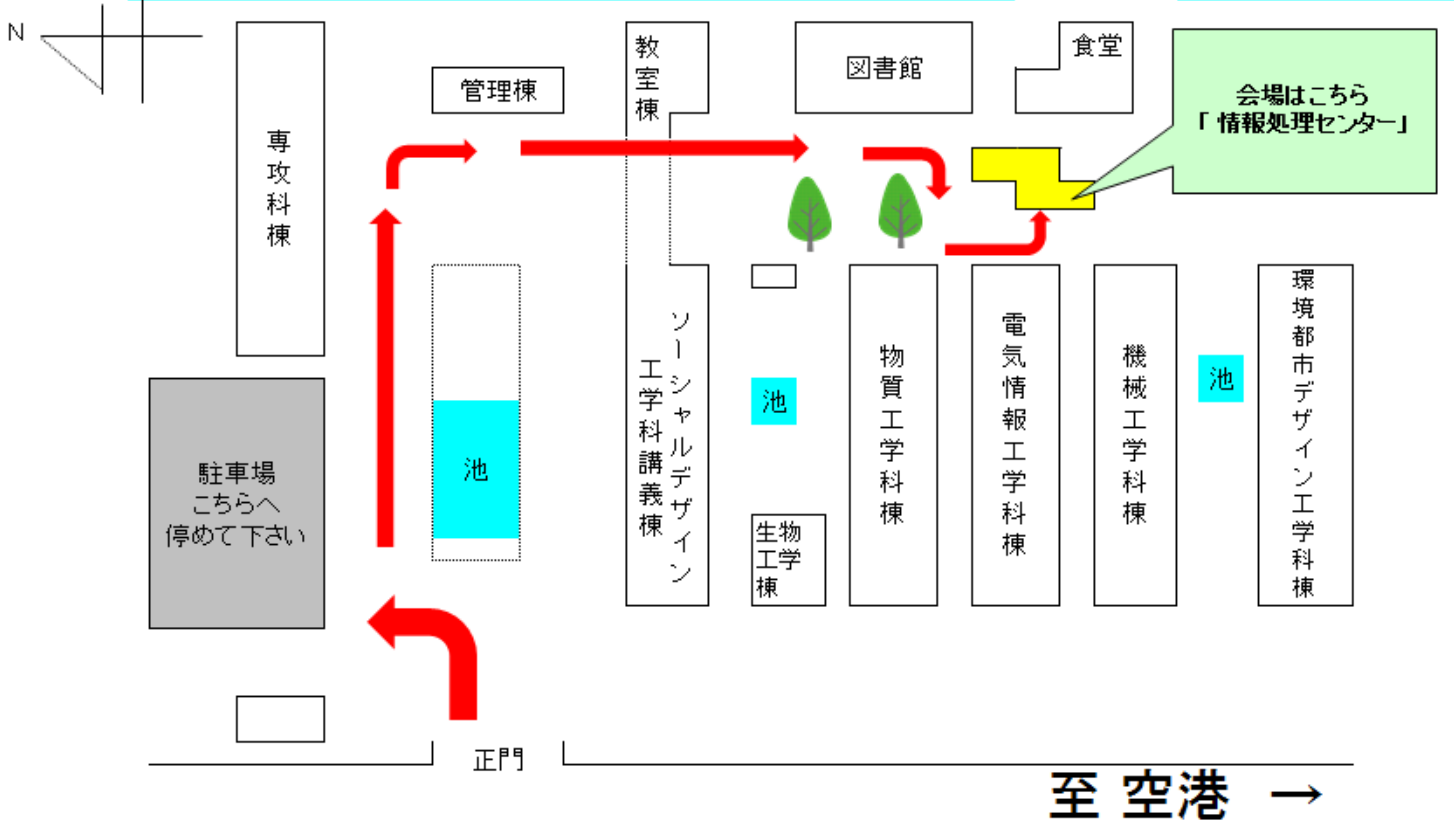 N
専攻科棟
管理棟
教室棟
図書館
食堂
会場はこちら
「 情報処理センター」
駐車場
こちらへ
停めて下さい
池
ソーシャルデザイン
工学科講義棟
池
生物
工学
棟
物質工学科棟
電気情報工学科棟
機械工学科棟
池
環境都市デザイン工学科棟
正門
至 空港 →